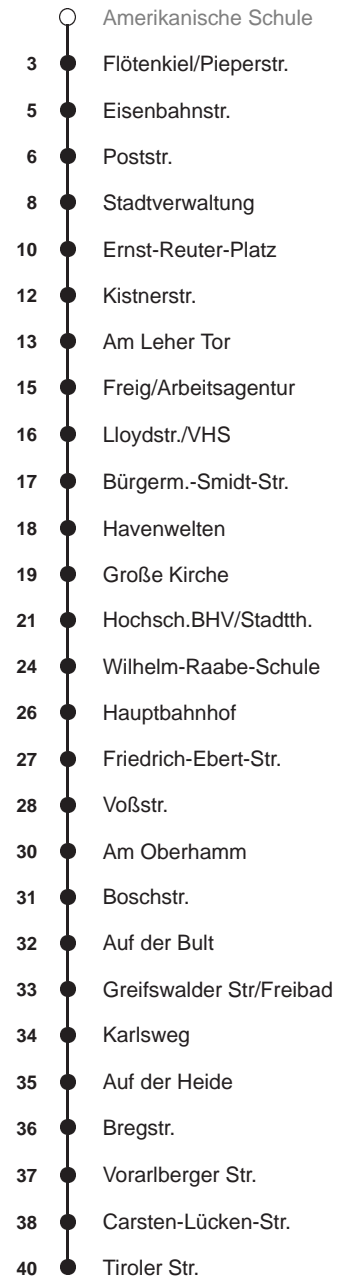 Amerikanische Schule
3 Flötenkiel/Pieperstr.
5 Eisenbahnstr.
6 Poststr.
8 Stadtverwaltung
10 Ernst-Reuter-Platz
12 Kistnerstr.
13 Am Leher Tor
15 Freig/Arbeitsagentur
16 Lloydstr./VHS
17 Bürgerm.-Smidt-Str.
18 Havenwelten
19 Große Kirche
21 Hochsch.BHV/Stadtth.
24 Wilhelm-Raabe-Schule
26 Hauptbahnhof
27 Friedrich-Ebert-Str.
28 Voßstr.
30 Am Oberhamm
31 Boschstr.
32 Auf der Bult
33 Greifswalder Str/Freibad
34 Karlsweg
35 Auf der Heide
36 Bregstr.
37 Vorarlberger Str.
38 Carsten-Lücken-Str.
40 Tiroler Str.